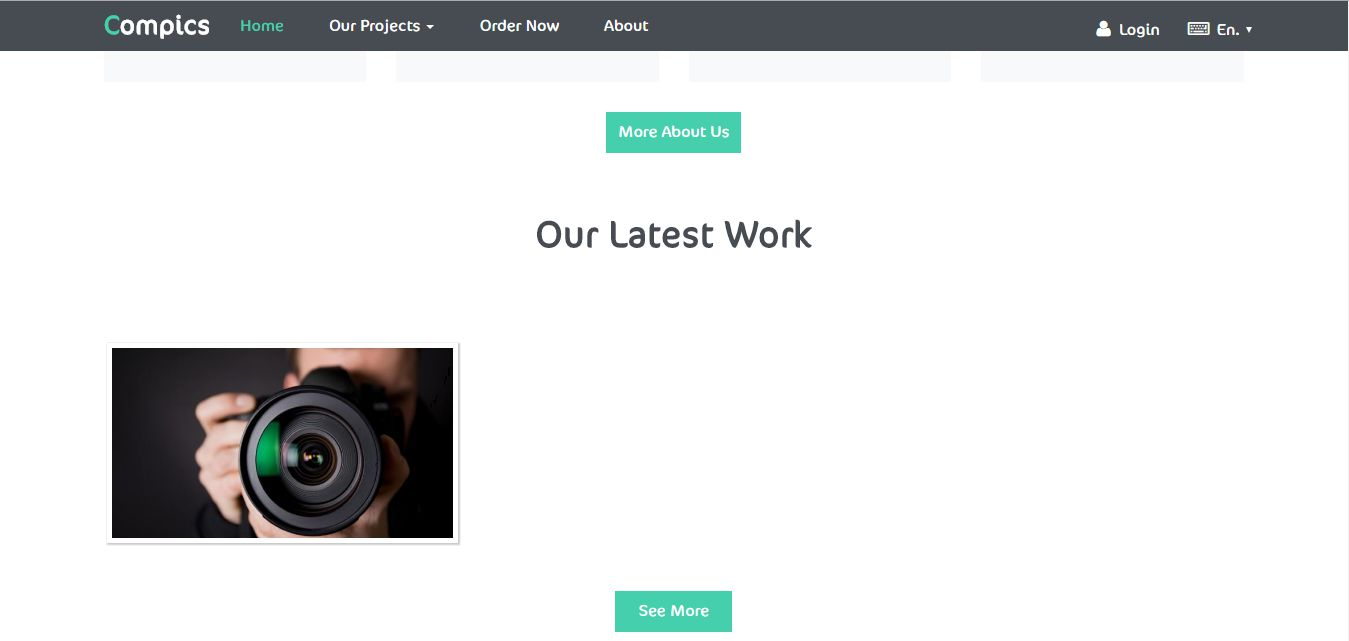 Compics Home Our Projects Order Now About Login En.
More About Us
Our Latest Work
See More